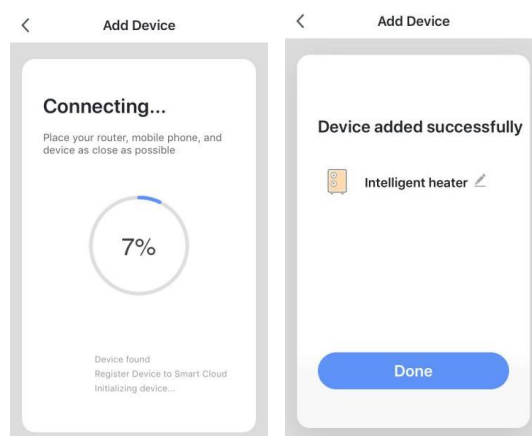 Add Device
Connecting...
Place your router, mobile phone, and
device as close as possible
7%
Device found
Register Device to Smart Cloud
Initializing device...
Add Device
Device added successfully
Intelligent heater
Done